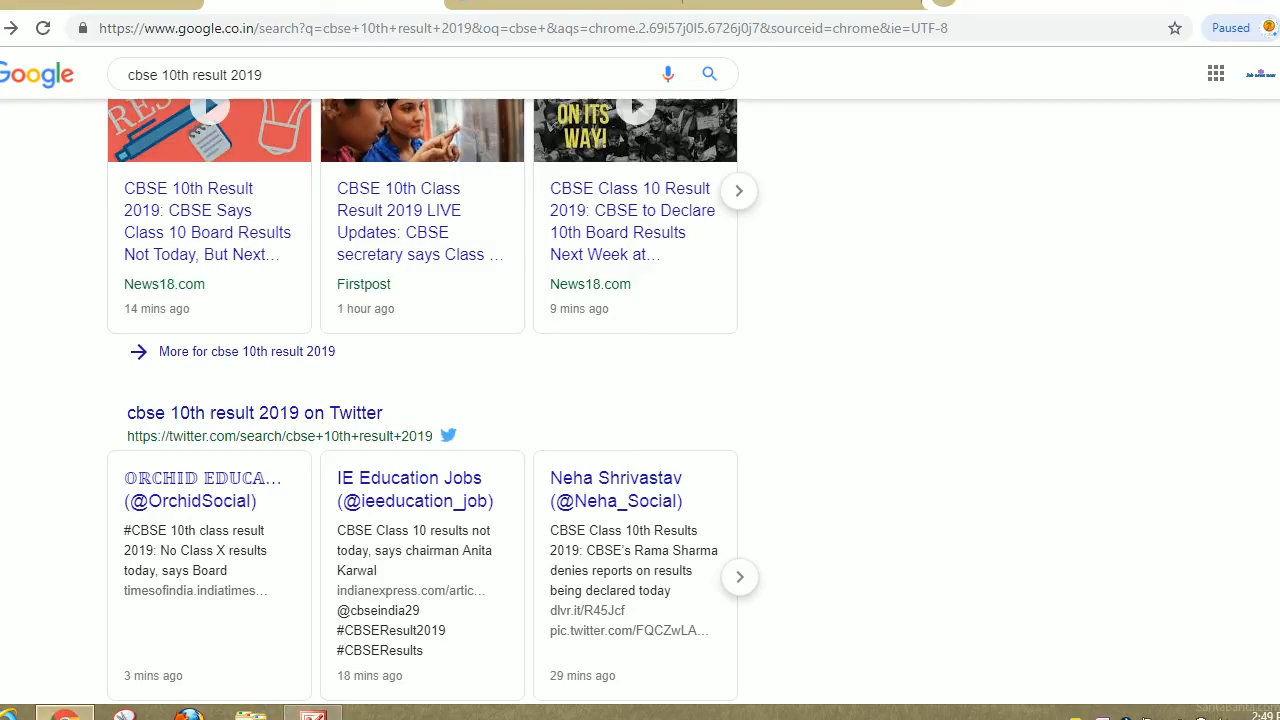 https://www.google.co.in/search?q=cbse+10th+result+2019&oq=cbse+&aqs=chrome.2.69i57j0l5.6726j0j7&sourceid=chrome&ie=UTF-8
Paused
Google
cbse 10th result 2019
RES
ON ITS
WAY!
CBSE 10th Result
2019: CBSE Says
Class 10 Board Results
Not Today, But Next...
News18.com
14 mins ago
CBSE 10th Class
Result 2019 LIVE
Updates: CBSE
secretary says Class ...
Firstpost
1 hour ago
CBSE Class 10 Result
2019: CBSE to Declare
10th Board Results
Next Week at...
News18.com
9 mins ago
More for cbse 10th result 2019
cbse 10th result 2019 on Twitter
https://twitter.com/search/cbse+10th+result+2019
𝕆ℝℂℍ𝕀𝔻 𝔼𝔻𝕌ℂ𝔸...
(@OrchidSocial)
#CBSE 10th class result
2019: No Class X results
today, says Board
timesofindia.indiatimes...
3 mins ago
IE Education Jobs
(@ieeducation_job)
CBSE Class 10 results not
today, says chairman Anita
Karwal
indianexpress.com/artic...
@cbseindia29
#CBSEResult2019
#CBSEResults
18 mins ago
Neha Shrivastav
(@Neha_Social)
CBSE Class 10th Results
2019: CBSE's Rama Sharma
denies reports on results
being declared today
dlvr.it/R45Jcf
pic.twitter.com/FQCZwLA...
29 mins ago
SantaBanta.com